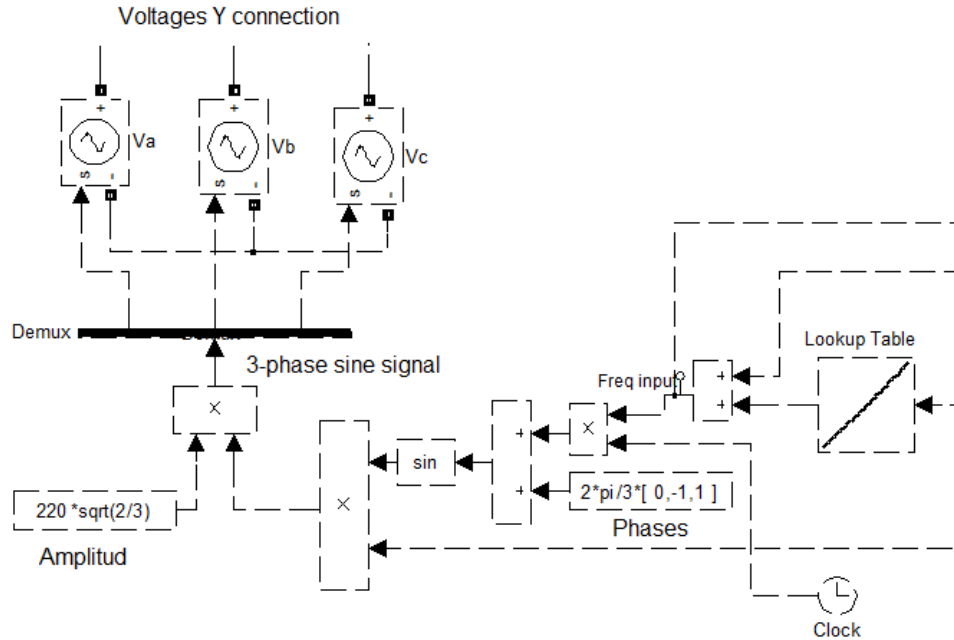 Voltages Y connection
+
+
+
Va
Vb
Vc
s
-
s
-
s
-
Demux
3-phase sine signal
Lookup Table
Freq input
+
+
×
×
+
×
sin
+
2*pi/3*[ 0,-1,1 ]
220 *sqrt(2/3)
Phases
Amplitud
Clock